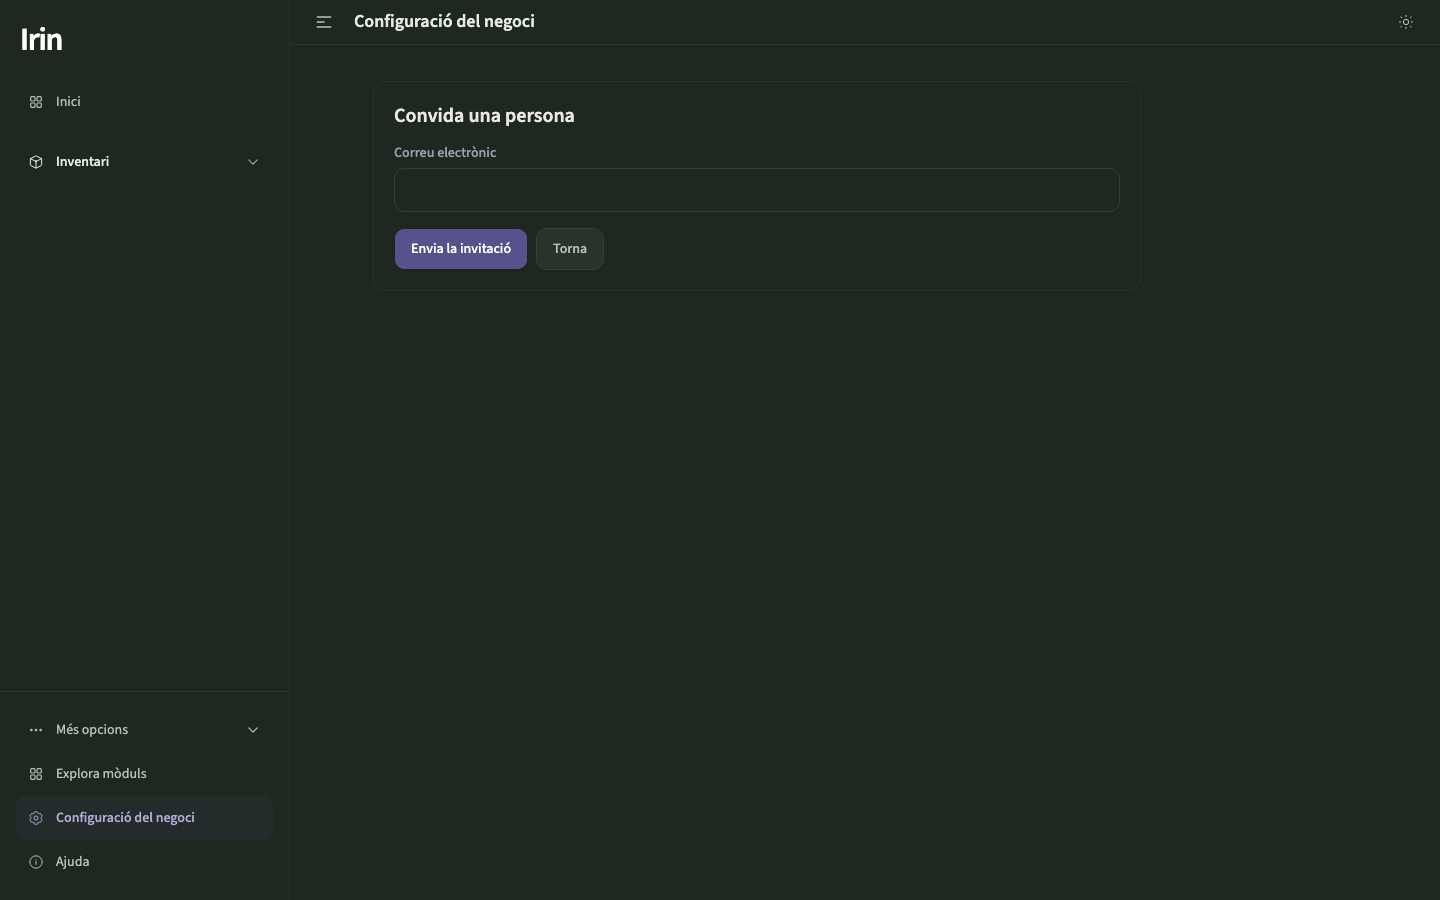 Irin
Inici
Inventari
Més opcions
Explora mòduls
Configuració del negoci
Ajuda
Configuració del negoci
Convida una persona
Correu electrònic
Envia la invitació
Torna